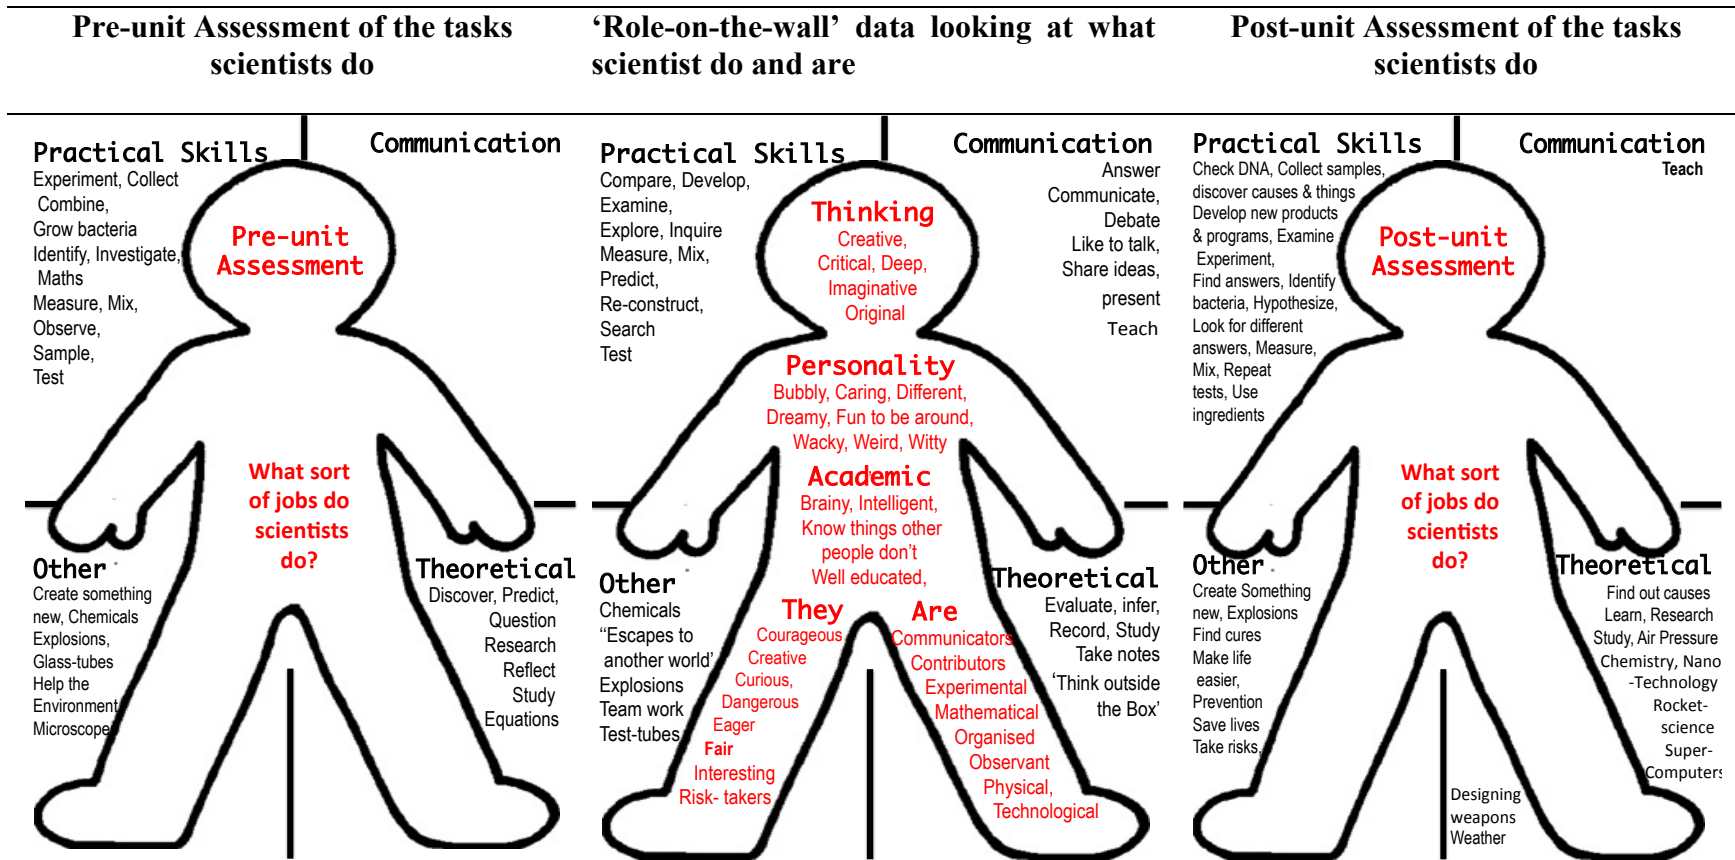 Pre-unit Assessment of the tasks
scientists do
‘Role-on-the-wall’ data looking at what
scientist do and are
Post-unit Assessment of the tasks
scientists do
Practical Skills
Experiment, Collect
Combine,
Grow bacteria
Identify, Investigate,
Maths
Measure, Mix,
Observe,
Sample,
Test
Communication
Pre-unit
Assessment
What sort
of jobs do
scientists
do?
Other
Create something
new, Chemicals
Explosions,
Glass-tubes
Help the
Environment
Microscope
Theoretical
Discover, Predict,
Question
Research
Reflect
Study
Equations
Practical Skills
Compare, Develop,
Examine,
Explore, Inquire
Measure, Mix,
Predict,
Re-construct,
Search
Test
Communication
Answer
Communicate,
Debate
Like to talk,
Share ideas,
present
Teach
Thinking
Creative,
Critical, Deep,
Imaginative
Original
Personality
Bubbly, Caring, Different,
Dreamy, Fun to be around,
Wacky, Weird, Witty
Academic
Brainy, Intelligent,
Know things other
people don’t
Well educated,
They
Courageous
Creative
Curious,
Dangerous
Eager
Fair
Interesting
Risk- takers
Are
Communicators
Contributors
Experimental
Mathematical
Organised
Observant
Physical,
Technological
Other
Chemicals
“Escapes to
another world’
Explosions
Team work
Test-tubes
Theoretical
Evaluate, infer,
Record, Study
Take notes
‘Think outside
the Box’
Practical Skills
Check DNA, Collect samples,
discover causes & things
Develop new products
& programs, Examine
Experiment,
Find answers, Identify
bacteria, Hypothesize,
Look for different
answers, Measure,
Mix, Repeat
tests, Use
ingredients
Communication
Teach
Post-unit
Assessment
What sort
of jobs do
scientists
do?
Other
Create Something
new, Explosions
Find cures
Make life
easier,
Prevention
Save lives
Take risks,
Theoretical
Find out causes
Learn, Research
Study, Air Pressure
Chemistry, Nano
-Technology
Rocket-
science
Super-
Computers
Designing
weapons
Weather